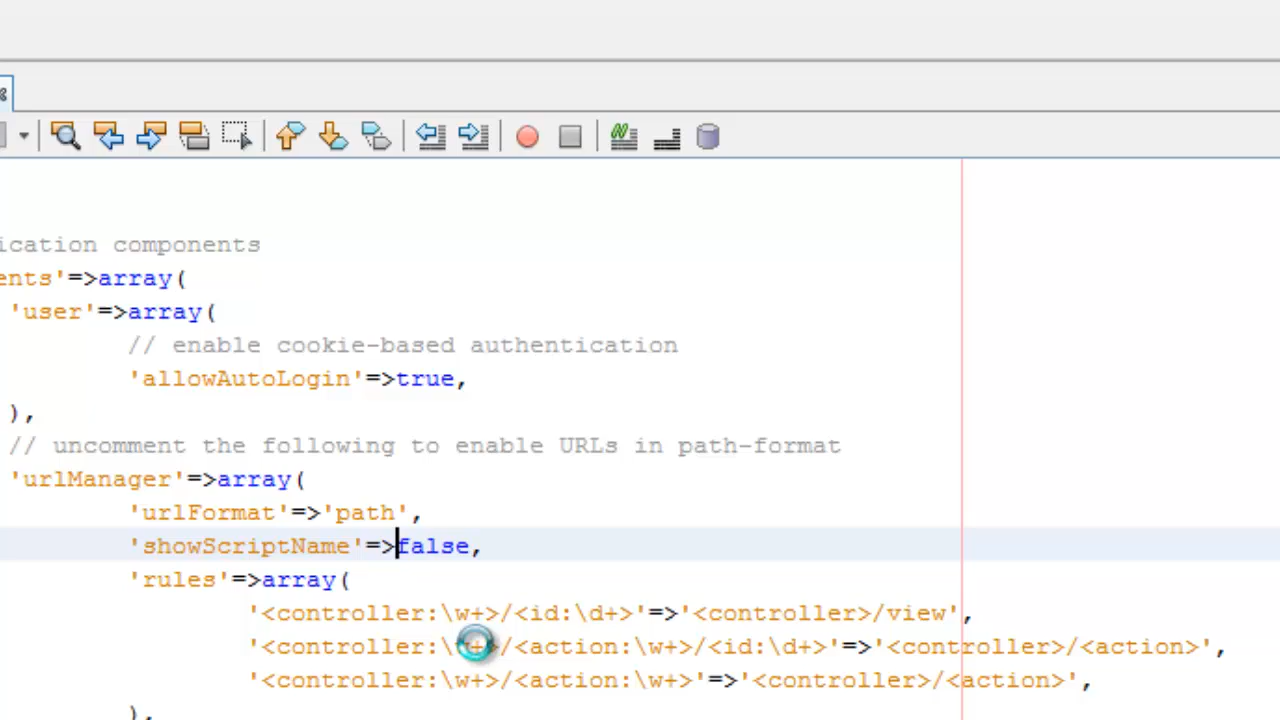 ication components
ents'=>array(
'user'=>array(
// enable cookie-based authentication
'allowAutoLogin'=>true,
),
// uncomment the following to enable URLs in path-format
'urlManager'=>array(
'urlFormat'=>'path',
'showScriptName'=>false,
'rules'=>array(
'<controller:\w+>/<id:\d+>'=>'<controller>/view',
'<controller:\w+>/<action:\w+>/<id:\d+>'=>'<controller>/<action>',
'<controller:\w+>/<action:\w+>'=>'<controller>/<action>',
),